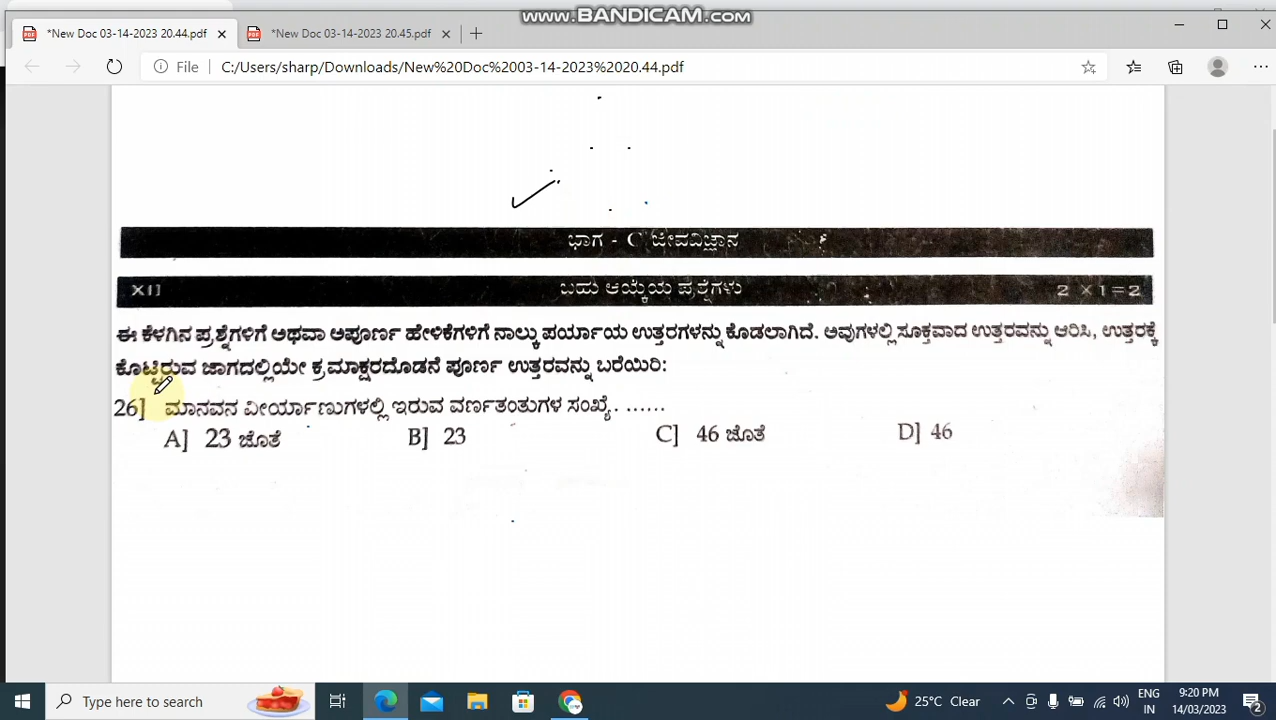 www.BANDICAM.com
*New Doc 03-14-2023 20.44.pdf
*New Doc 03-14-2023 20.45.pdf
File
C:/Users/sharp/Downloads/New%20Doc%2003-14-2023%2020.44.pdf
ಭಾಗ - C ಜೀವವಿಜ್ಞಾನ
XII ಬಹು ಆಯ್ಕೆಯ ಪ್ರಶ್ನೆಗಳು 2 × 1 = 2
ಈ ಕೆಳಗಿನ ಪ್ರಶ್ನೆಗಳಿಗೆ ಅಥವಾ ಅಪೂರ್ಣ ಹೇಳಿಕೆಗಳಿಗೆ ನಾಲ್ಕು ಪರ್ಯಾಯ ಉತ್ತರಗಳನ್ನು ಕೊಡಲಾಗಿದೆ. ಅವುಗಳಲ್ಲಿ ಸೂಕ್ತವಾದ ಉತ್ತರವನ್ನು ಆರಿಸಿ, ಉತ್ತರಕ್ಕೆ
ಕೊಟ್ಟಿರುವ ಜಾಗದಲ್ಲಿಯೇ ಕ್ರಮಾಕ್ಷರದೊಡನೆ ಪೂರ್ಣ ಉತ್ತರವನ್ನು ಬರೆಯಿರಿ:
26] ಮಾನವನ ವೀರ್ಯಾಣುಗಳಲ್ಲಿ ಇರುವ ವರ್ಣತಂತುಗಳ ಸಂಖ್ಯೆ. ......
A] 23 ಜೊತೆ B] 23 C] 46 ಜೊತೆ D] 46
Type here to search
25°C Clear
ENG
IN
9:20 PM
14/03/2023
2